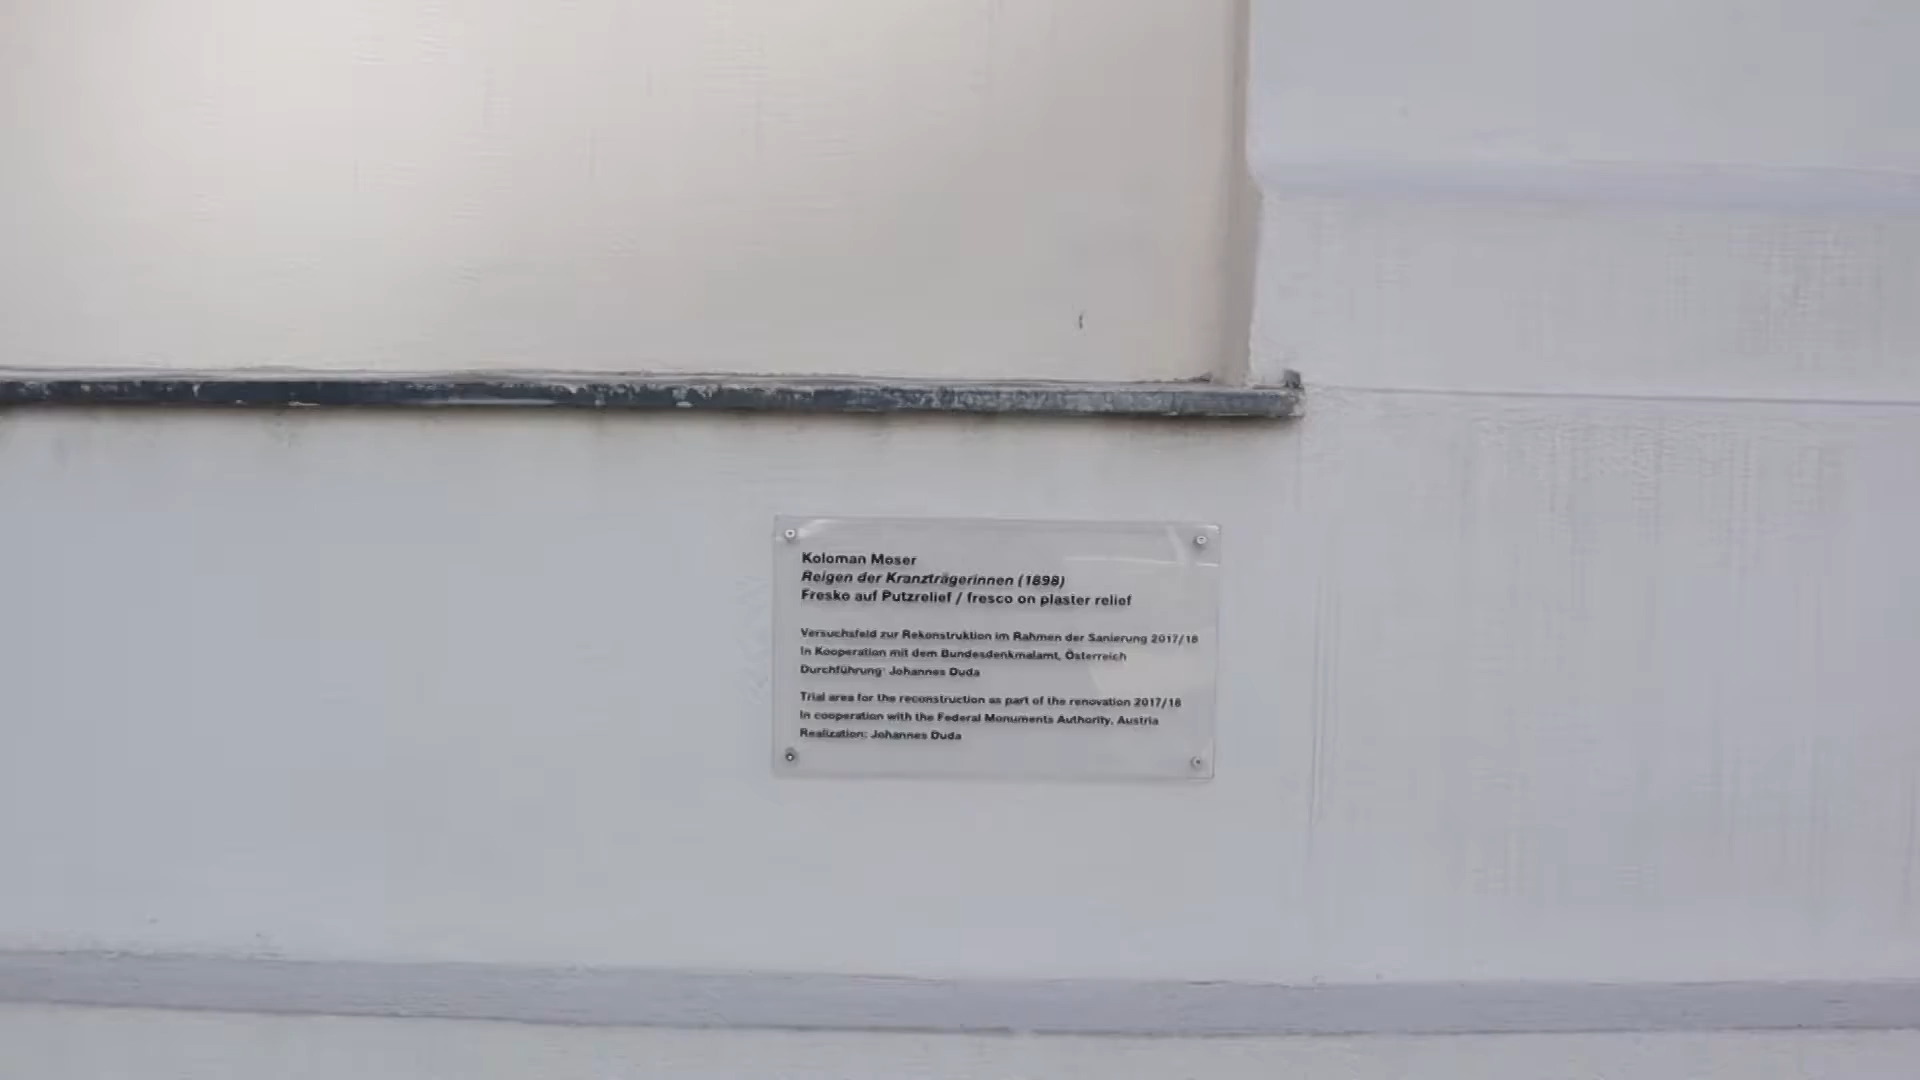 Koloman Moser
Reigen der Kranzträgerinnen (1898)
Fresko auf Putzrelief / fresco on plaster relief
Versuchsfeld zur Rekonstruktion im Rahmen der Sanierung 2017/18
In Kooperation mit dem Bundesdenkmalamt, Österreich
Durchführung: Johannes Duda
Trial area for the reconstruction as part of the renovation 2017/18
In cooperation with the Federal Monuments Authority, Austria
Realization: Johannes Duda